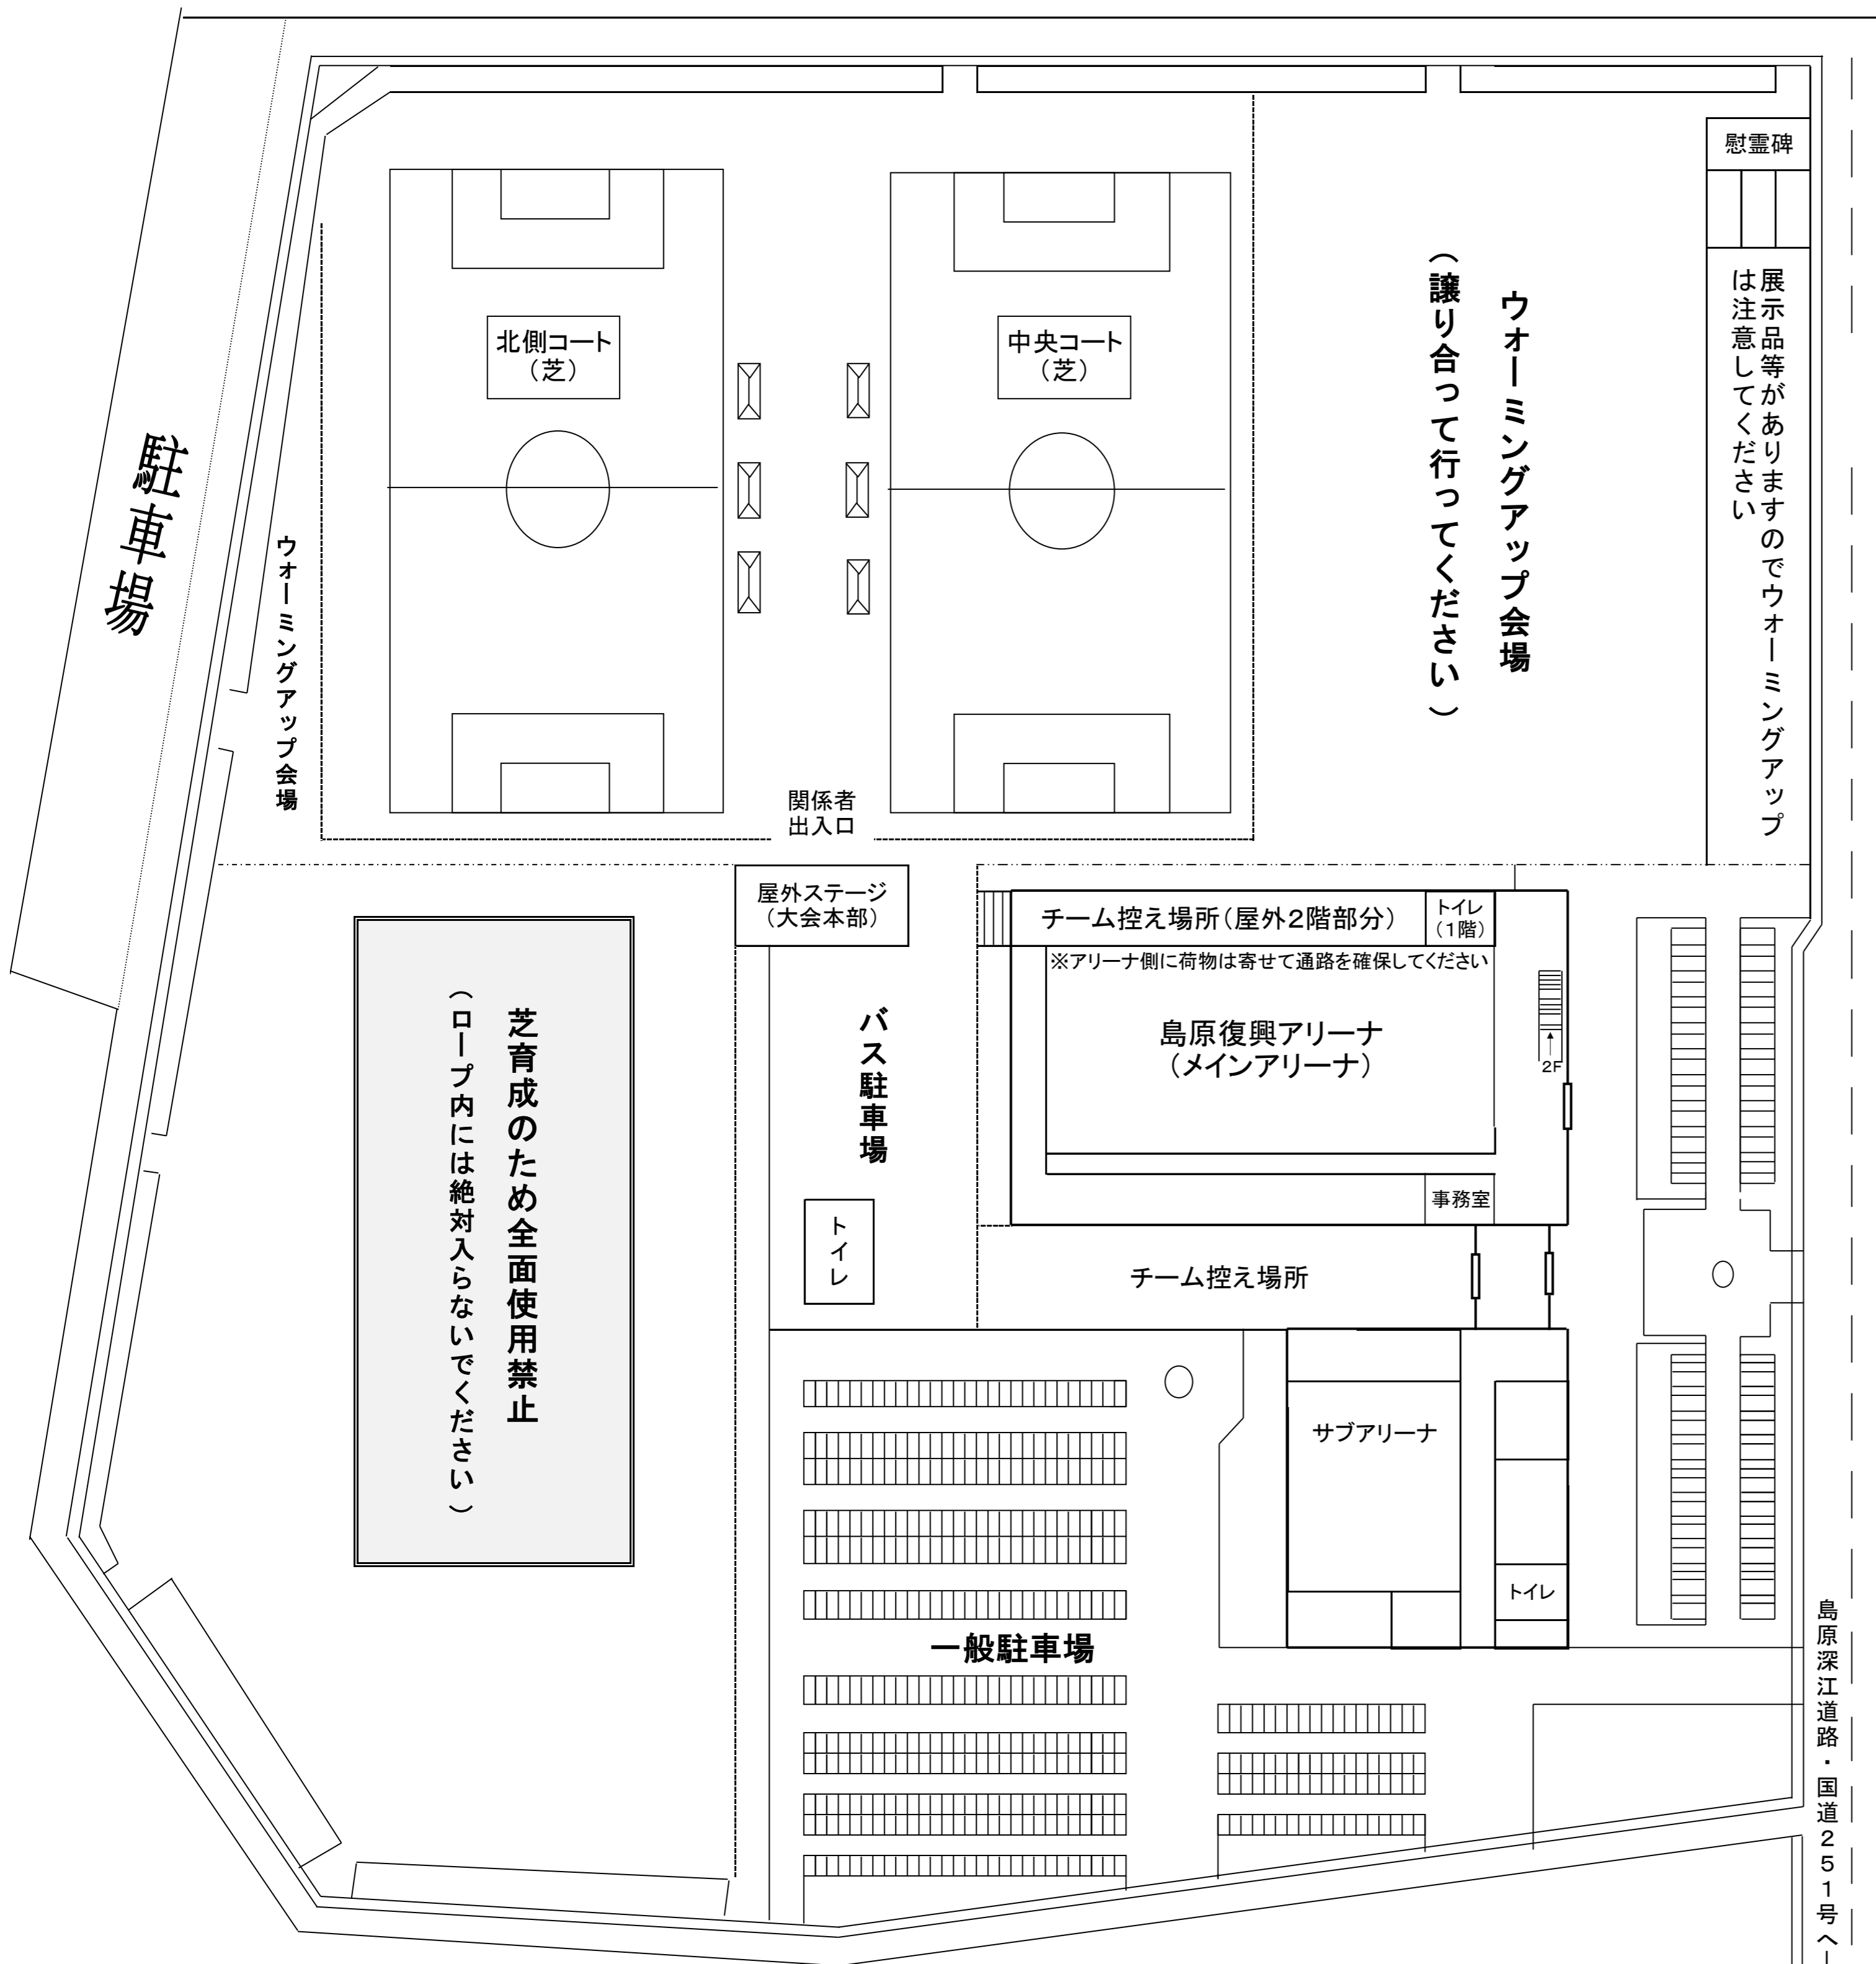 慰霊碑
展示品等がありますのでウォーミングアップ
は注意してください
ウオーミングアップ会場
（譲り合って行ってください）
北側コート
（芝）
中央コート
（芝）
駐車場
ウォーミングアップ会場
関係者
出入口
屋外ステージ
（大会本部）
チーム控え場所（屋外２階部分）
トイレ
（１階）
※アリーナ側に荷物は寄せて通路を確保してください
島原復興アリーナ
（メインアリーナ）
2F
バス駐車場
芝育成のため全面使用禁止
（ロープ内には絶対入らないでください）
事務室
トイレ
チーム控え場所
サブアリーナ
トイレ
一般駐車場
島原深江道路・国道２５１号へ